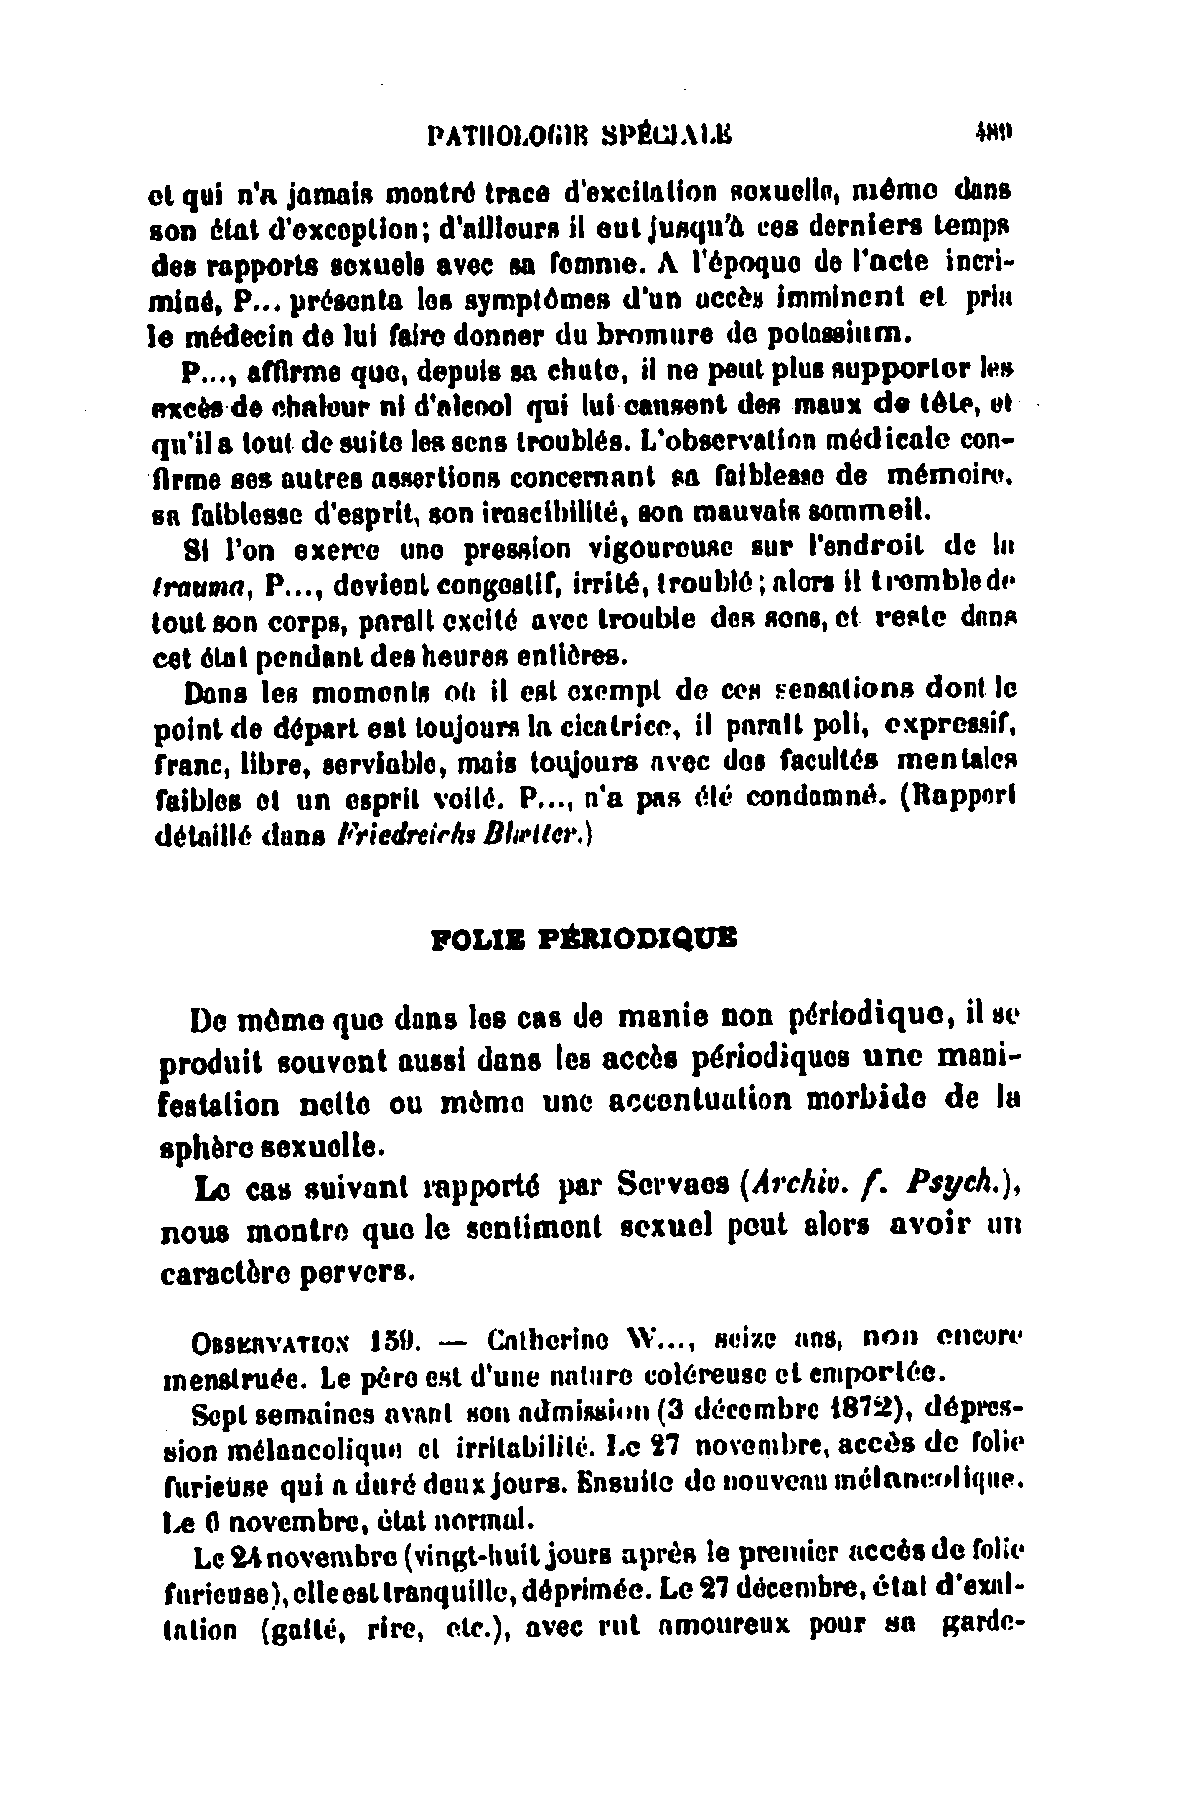 PATHOLOGIE SPÉCIALE 489
et qui n'a jamais montré trace d'excitation sexuelle, même dans
son état d'exception; d'ailleurs il eut jusqu'à ces derniers temps
des rapports sexuels avec sa femme. A l'époque de l'acte incri-
miné, P... présenta les symptômes d'un accès imminent et pria
le médecin de lui faire donner du bromure de potassium.
P..., affirme que, depuis sa chute, il ne peut plus supporter les
excès de chaleur ni d'alcool qui lui causent des maux de tête, et
qu'il a tout de suite les sens troublés. L'observation médicale con-
firme ses autres assertions concernant sa faiblesse de mémoire,
sa faiblesse d'esprit, son irascibilité, son mauvais sommeil.
Si l'on exerce une pression vigoureuse sur l'endroit de la
trauma, P..., devient congestif, irrité, troublé; alors il tremble de
tout son corps, paraît excité avec trouble des sens, et reste dans
cet état pendant des heures entières.
Dans les moments où il est exempt de ces sensations dont le
point de départ est toujours la cicatrice, il paraît poli, expressif,
franc, libre, serviable, mais toujours avec des facultés mentales
faibles et un esprit voilé. P..., n'a pas été condamné. (Rapport
détaillé dans Friedreichs Blætter.)
FOLIE PÉRIODIQUE
De même que dans les cas de manie non périodique, il se
produit souvent aussi dans les accès périodiques une mani-
festation nette ou même une accentuation morbide de la
sphère sexuelle.
Le cas suivant rapporté par Servaes (Archiv. f. Psych.),
nous montre que le sentiment sexuel peut alors avoir un
caractère pervers.
OBSERVATION 159. — Catherine W..., seize ans, non encore
menstruée. Le père est d'une nature coléreuse et emportée.
Sept semaines avant son admission (3 décembre 1872), dépres-
sion mélancolique et irritabilité. Le 27 novembre, accès de folie
furieuse qui a duré deux jours. Ensuite de nouveau mélancolique.
Le 6 novembre, état normal.
Le 24 novembre (vingt-huit jours après le premier accès de folie
furieuse), elle est tranquille, déprimée. Le 27 décembre, état d'exal-
tation (gaîté, rire, etc.), avec rut amoureux pour sa garde-